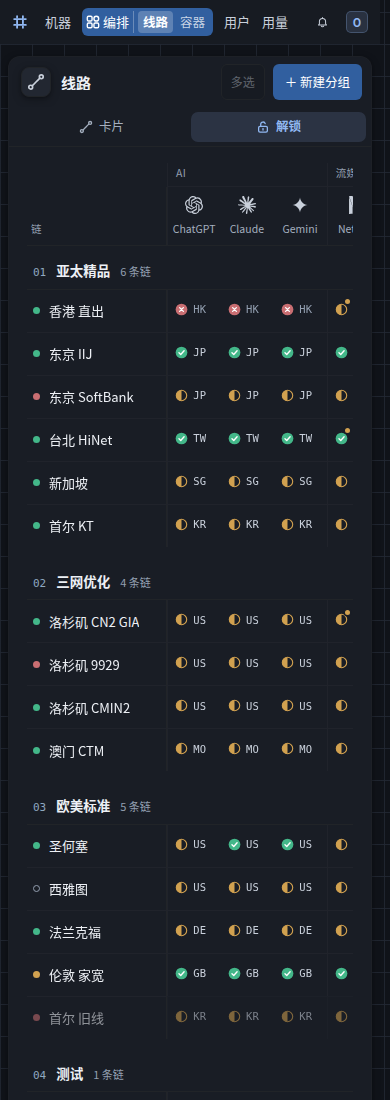 机器 编排 线路 容器 用户 用量 O
线路 多选 + 新建分组
卡片 解锁
AI
链 ChatGPT Claude Gemini
01 亚太精品 6 条链
香港 直出 HK HK HK
东京 IIJ JP JP JP
东京 SoftBank JP JP JP
台北 HiNet TW TW TW
新加坡 SG SG SG
首尔 KT KR KR KR
02 三网优化 4 条链
洛杉矶 CN2 GIA US US US
洛杉矶 9929 US US US
洛杉矶 CMIN2 US US US
澳门 CTM MO MO MO
03 欧美标准 5 条链
圣何塞 US US US
西雅图 US US US
法兰克福 DE DE DE
伦敦 家宽 GB GB GB
首尔 旧线 KR KR KR
04 测试 1 条链